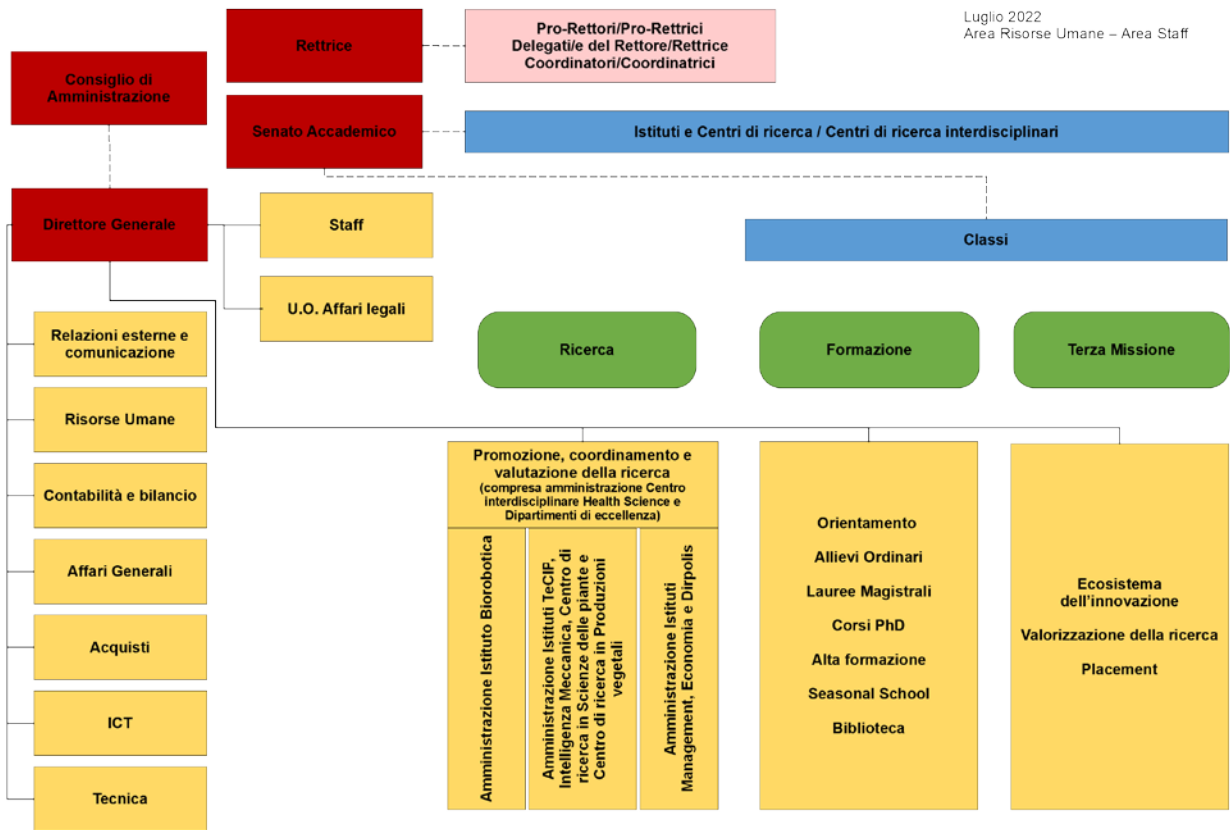 Luglio 2022
Area Risorse Umane – Area Staff
Rettrice
Pro-Rettori/Pro-Rettrici
Delegati/e del Rettore/Rettrice
Coordinatori/Coordinatrici
Consiglio di
Amministrazione
Senato Accademico
Istituti e Centri di ricerca / Centri di ricerca interdisciplinari
Direttore Generale
Staff
Classi
U.O. Affari legali
Relazioni esterne e
comunicazione
Ricerca
Formazione
Terza Missione
Risorse Umane
Contabilità e bilancio
Affari Generali
Acquisti
ICT
Tecnica
Promozione, coordinamento e
valutazione della ricerca
(compresa amministrazione Centro
interdisciplinare Health Science e
Dipartimenti di eccellenza)
Amministrazione Istituto Biorobotica
Amministrazione Istituti TeCIP,
Intelligenza Meccanica, Centro di
ricerca in Scienze delle piante e
Centro di ricerca in Produzioni
vegetali
Amministrazione Istituti
Management, Economia e Dirpolis
Orientamento
Allievi Ordinari
Lauree Magistrali
Corsi PhD
Alta formazione
Seasonal School
Biblioteca
Ecosistema
dell'innovazione
Valorizzazione della ricerca
Placement